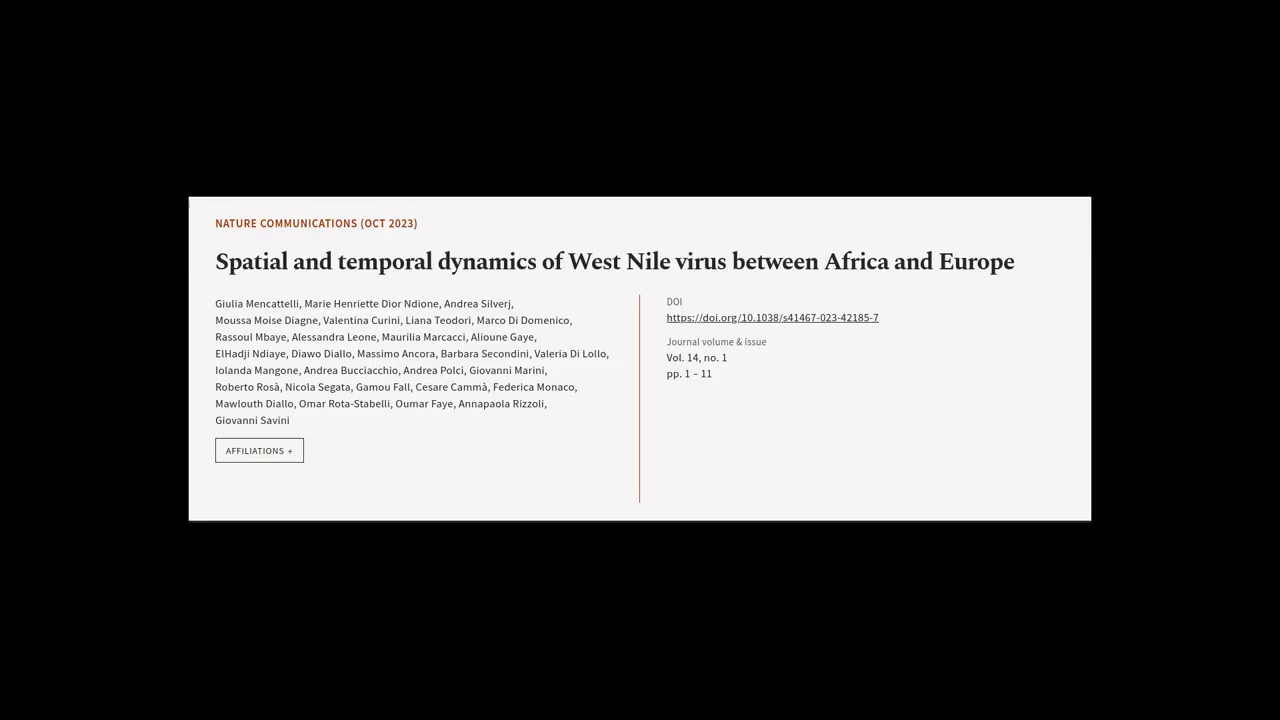 NATURE COMMUNICATIONS (OCT 2023)
Spatial and temporal dynamics of West Nile virus between Africa and Europe
Giulia Mencattelli, Marie Henriette Dior Ndione, Andrea Silverj,
Moussa Moise Diagne, Valentina Curini, Liana Teodori, Marco Di Domenico,
Rassoul Mbaye, Alessandra Leone, Maurilia Marcacci, Alioune Gaye,
ElHadji Ndiaye, Diawo Diallo, Massimo Ancora, Barbara Secondini, Valeria Di Lollo,
Iolanda Mangone, Andrea Bucciacchio, Andrea Polci, Giovanni Marini,
Roberto Rosà, Nicola Segata, Gamou Fall, Cesare Cammà, Federica Monaco,
Mawlouth Diallo, Omar Rota-Stabelli, Oumar Faye, Annapaola Rizzoli,
Giovanni Savini
AFFILIATIONS +
DOI
https://doi.org/10.1038/s41467-023-42185-7
Journal volume & issue
Vol. 14, no. 1
pp. 1 – 11